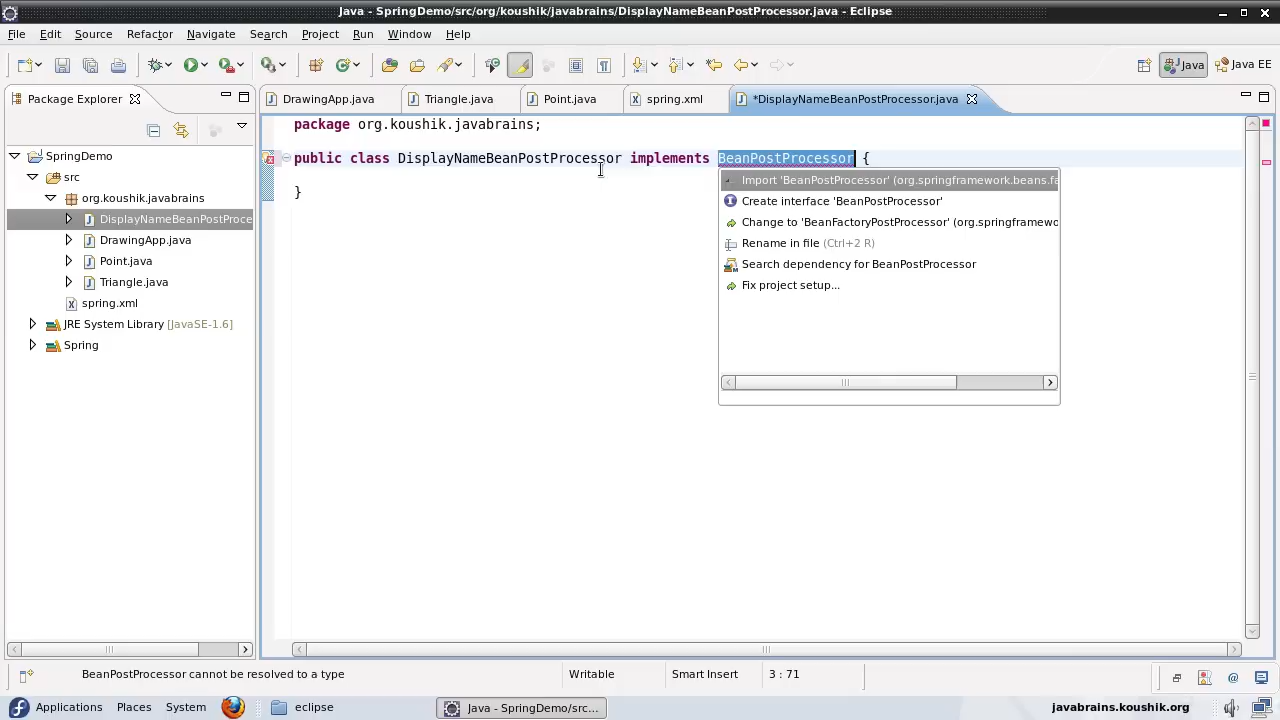 Java - SpringDemo/src/org/koushik/javabrains/DisplayNameBeanPostProcessor.java - Eclipse
File Edit Source Refactor Navigate Search Project Run Window Help
Java Java EE
Package Explorer
DrawingApp.java Triangle.java Point.java spring.xml *DisplayNameBeanPostProcessor.java
SpringDemo
src
org.koushik.javabrains
DisplayNameBeanPostProce
DrawingApp.java
Point.java
Triangle.java
spring.xml
JRE System Library [JavaSE-1.6]
Spring
package org.koushik.javabrains;
public class DisplayNameBeanPostProcessor implements BeanPostProcessor {
}
Import 'BeanPostProcessor' (org.springframework.beans.fa
Create interface 'BeanPostProcessor'
Change to 'BeanFactoryPostProcessor' (org.springframewo
Rename in file (Ctrl+2 R)
Search dependency for BeanPostProcessor
Fix project setup...
BeanPostProcessor cannot be resolved to a type Writable Smart Insert 3 : 71
Applications Places System eclipse Java - SpringDemo/src... javabrains.koushik.org